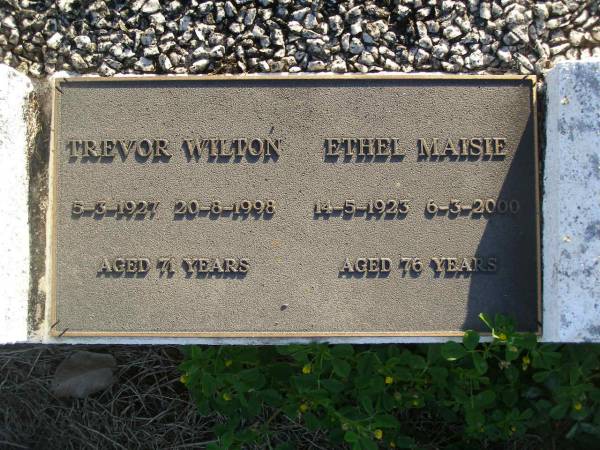 TREVOR WILTON ETHEL MAISIE
5-3-1927 20-8-1998 14-5-1923 6-3-2000
AGED 71 YEARS AGED 76 YEARS